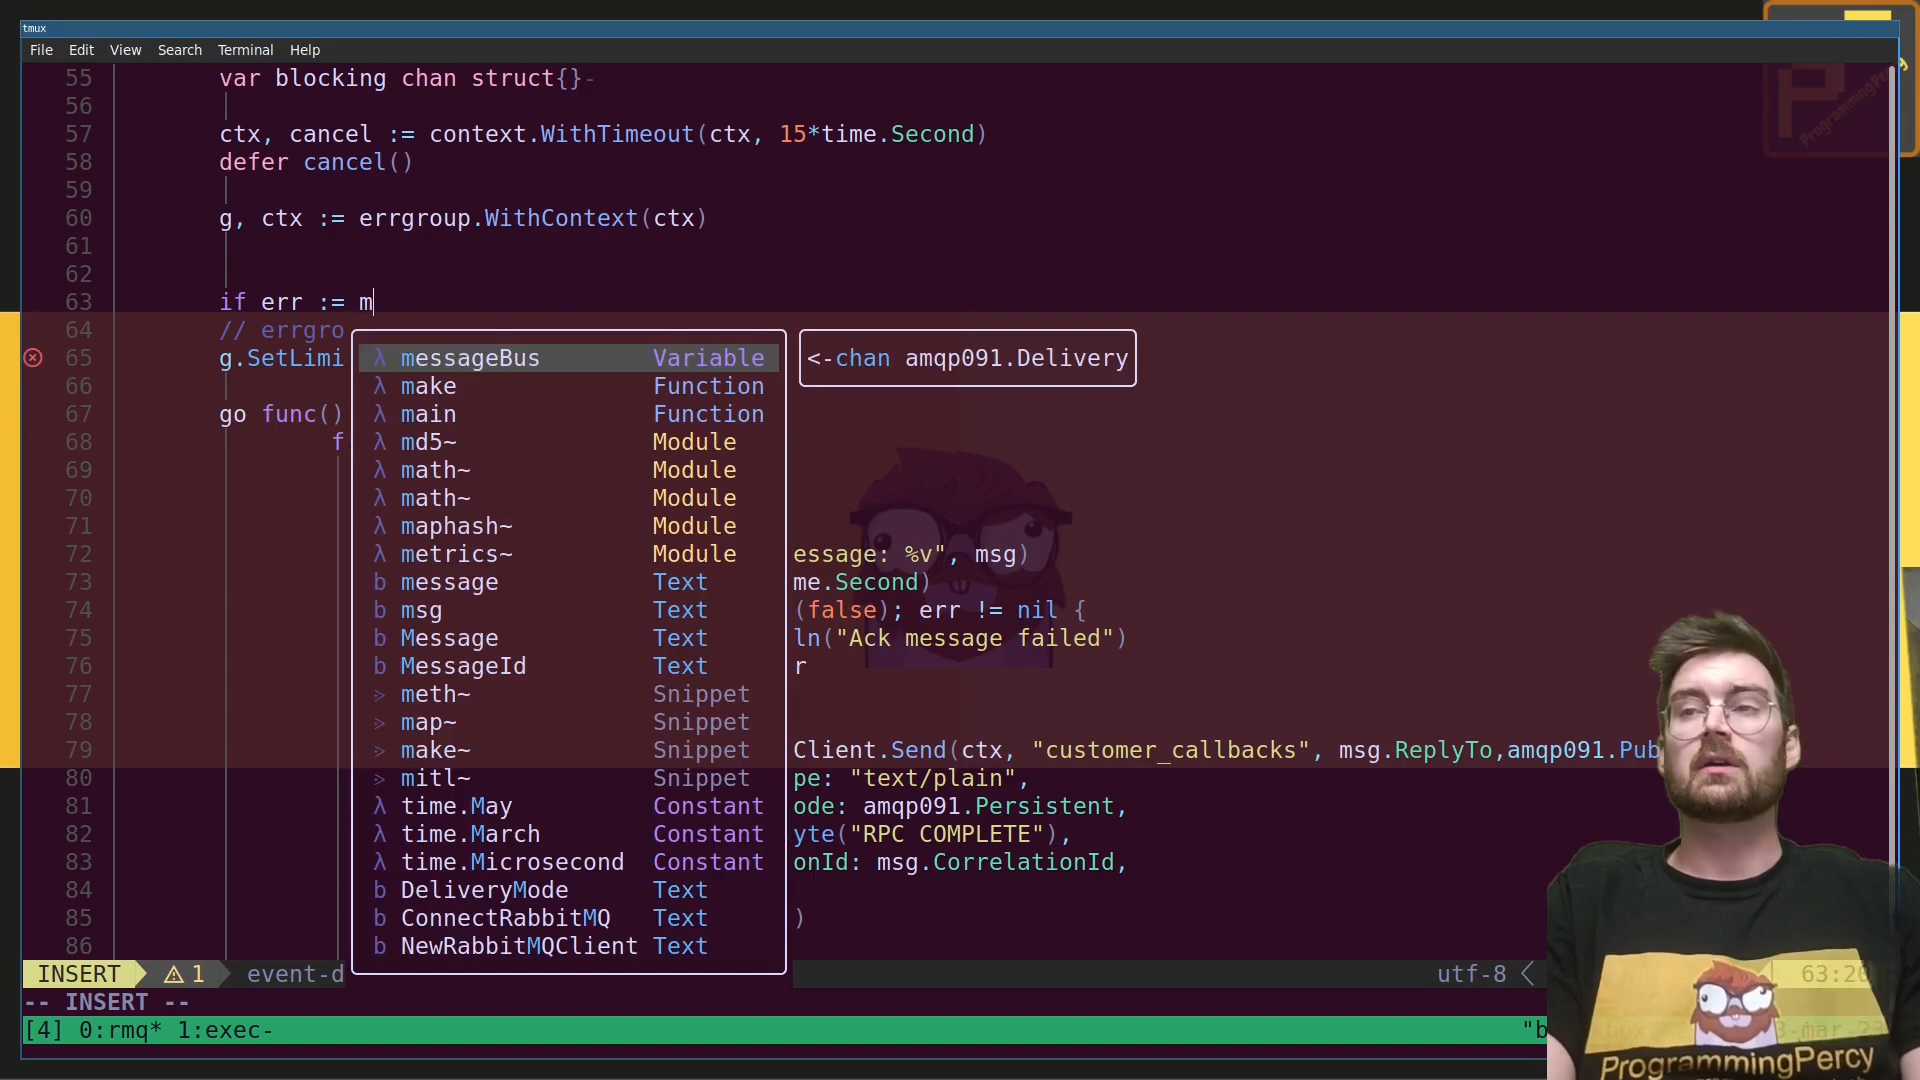 tmux
File Edit View Search Terminal Help
55 var blocking chan struct{}-
56
57 ctx, cancel := context.WithTimeout(ctx, 15*time.Second)
58 defer cancel()
59
60 g, ctx := errgroup.WithContext(ctx)
61
62
63 if err := m
64 // errgro
65 g.SetLimi λ messageBus Variable <-chan amqp091.Delivery
66 λ make Function
67 go func() λ main Function
68 f λ md5~ Module
69 λ math~ Module
70 λ math~ Module
71 λ maphash~ Module
72 λ metrics~ Module essage: %v", msg)
73 b message Text me.Second)
74 b msg Text (false); err != nil {
75 b Message Text ln("Ack message failed")
76 b MessageId Text r
77 > meth~ Snippet
78 > map~ Snippet
79 > make~ Snippet Client.Send(ctx, "customer_callbacks", msg.ReplyTo,amqp091.Pub
80 > mitl~ Snippet pe: "text/plain",
81 λ time.May Constant ode: amqp091.Persistent,
82 λ time.March Constant yte("RPC COMPLETE"),
83 λ time.Microsecond Constant onId: msg.CorrelationId,
84 b DeliveryMode Text
85 b ConnectRabbitMQ Text )
86 b NewRabbitMQClient Text
INSERT ⚠ 1 event-d utf-8 < 63:20
-- INSERT --
[4] 0:rmq* 1:exec- "b
ProgrammingPercy
ProgrammingPercy